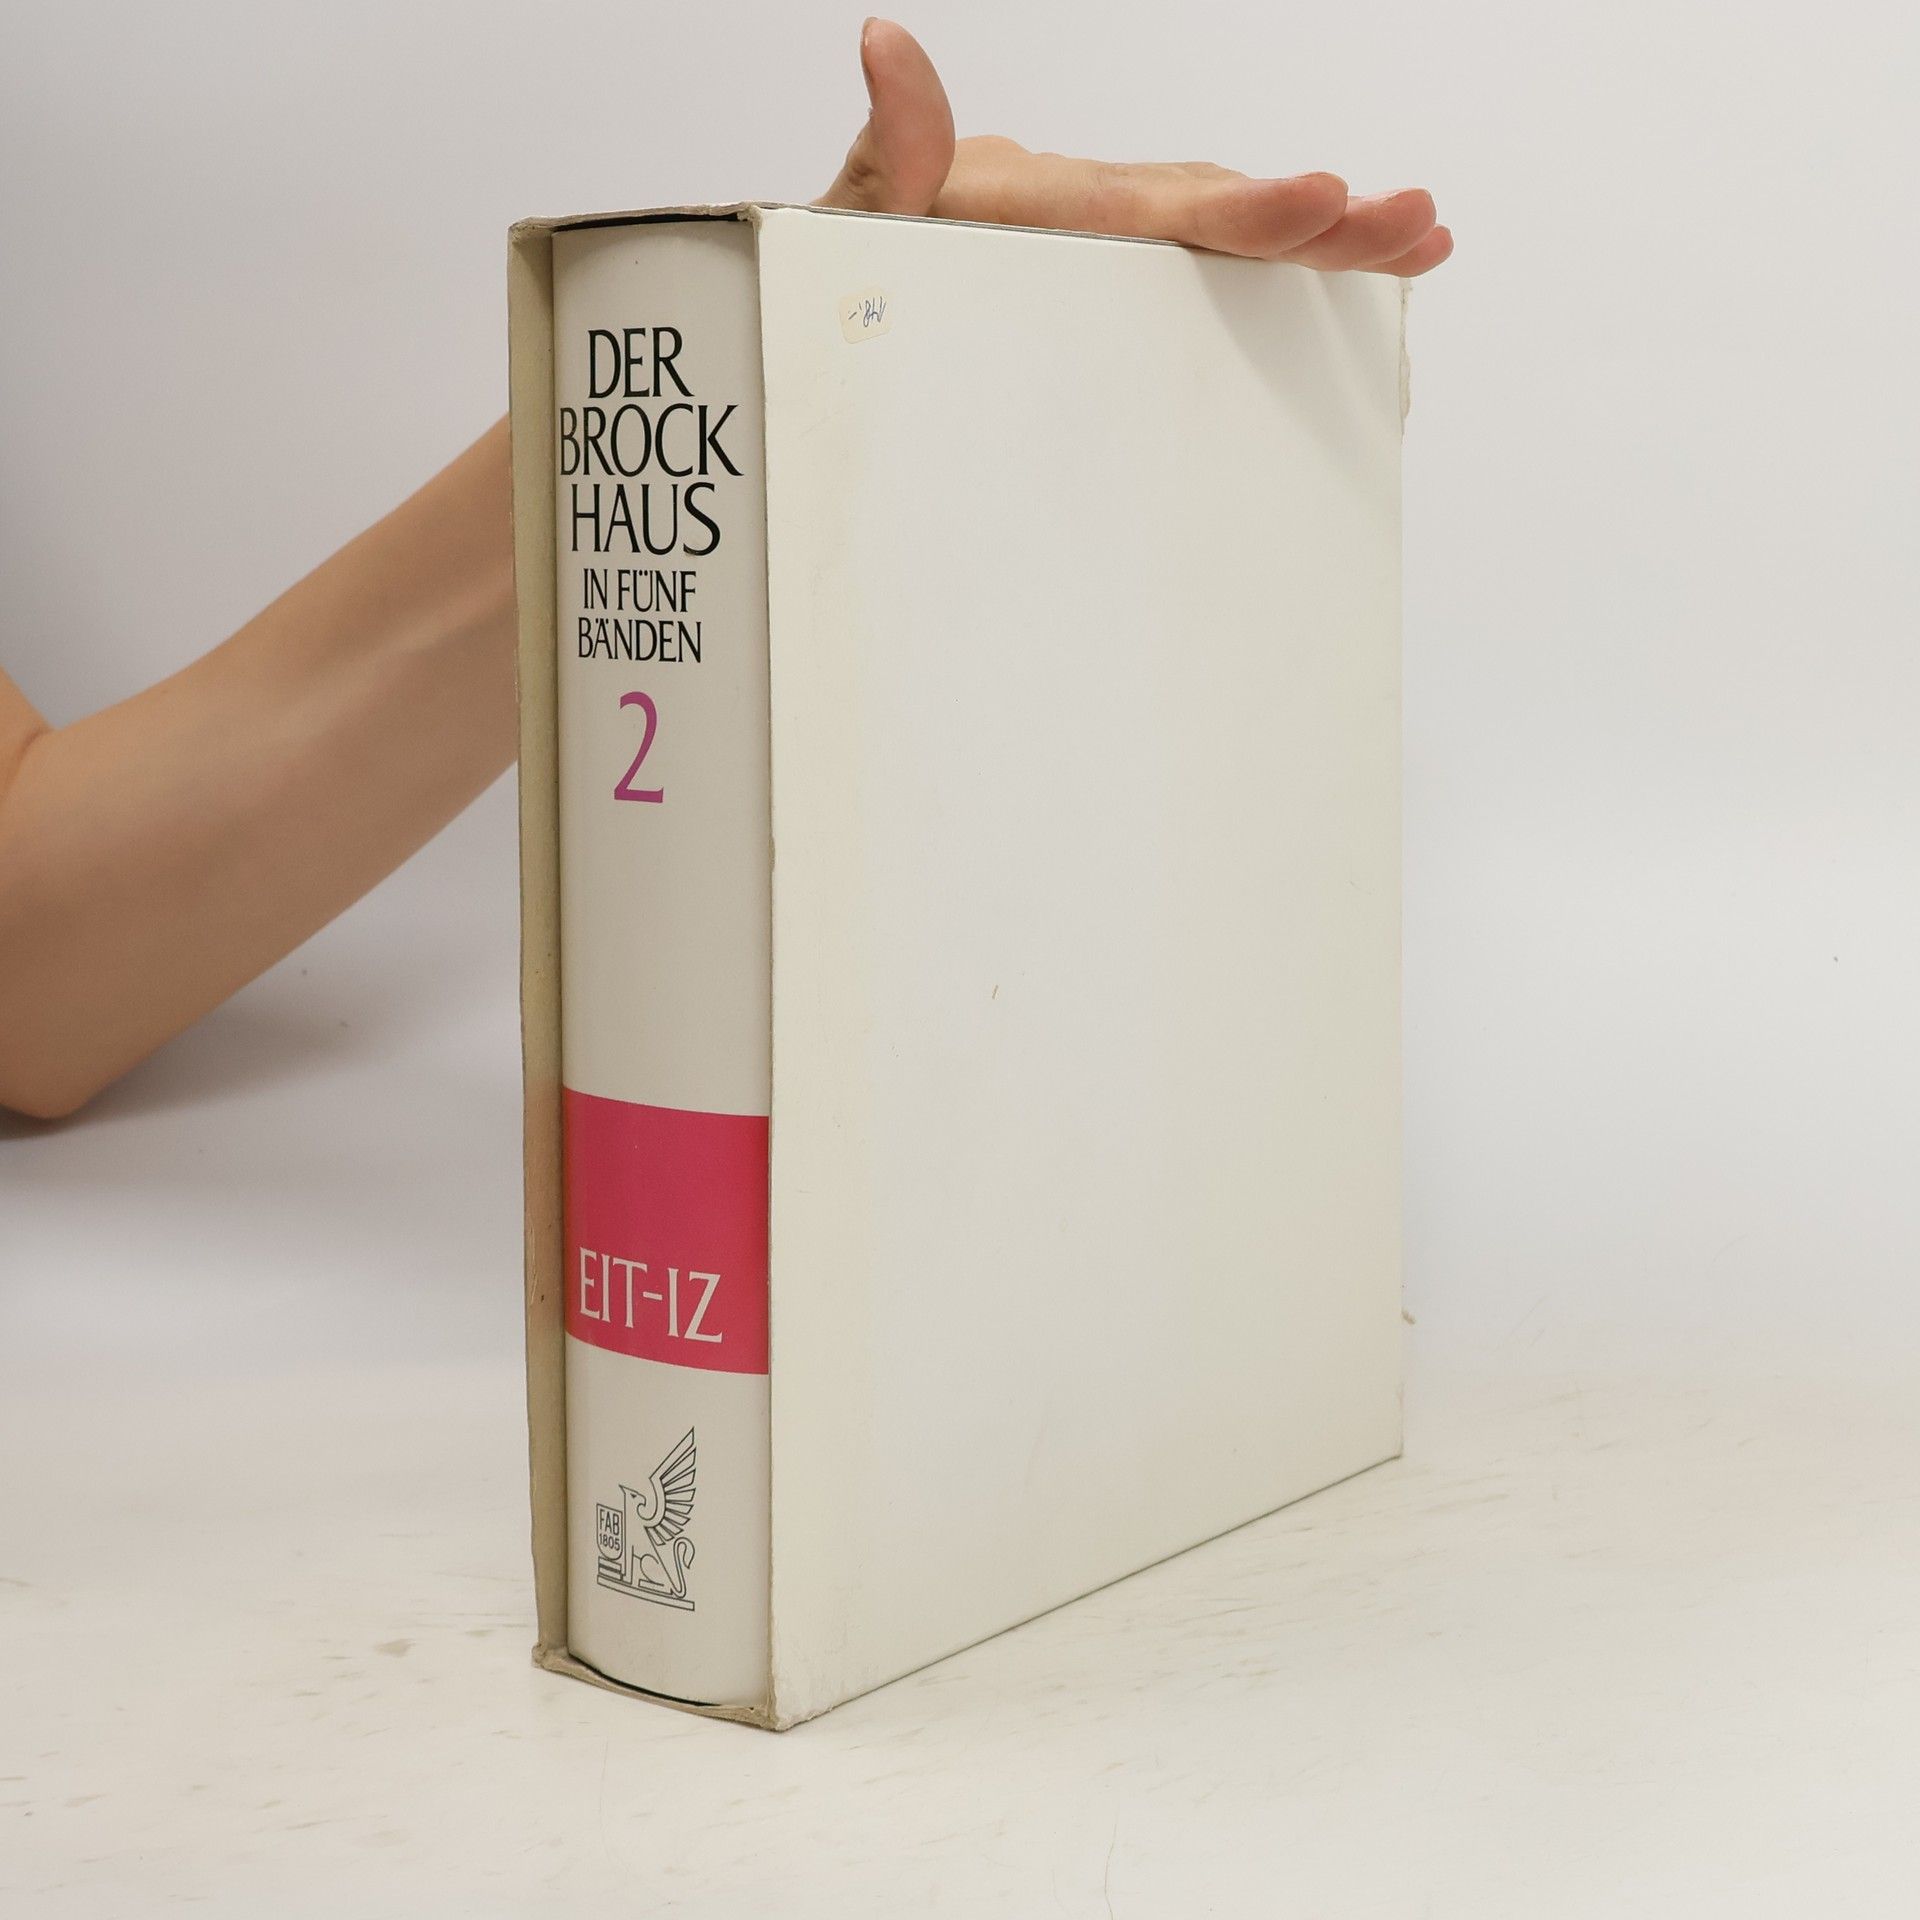 DER
BROCK
HAUS
IN FÜNF
BÄNDEN
2
EIT-IZ
FAB
1805